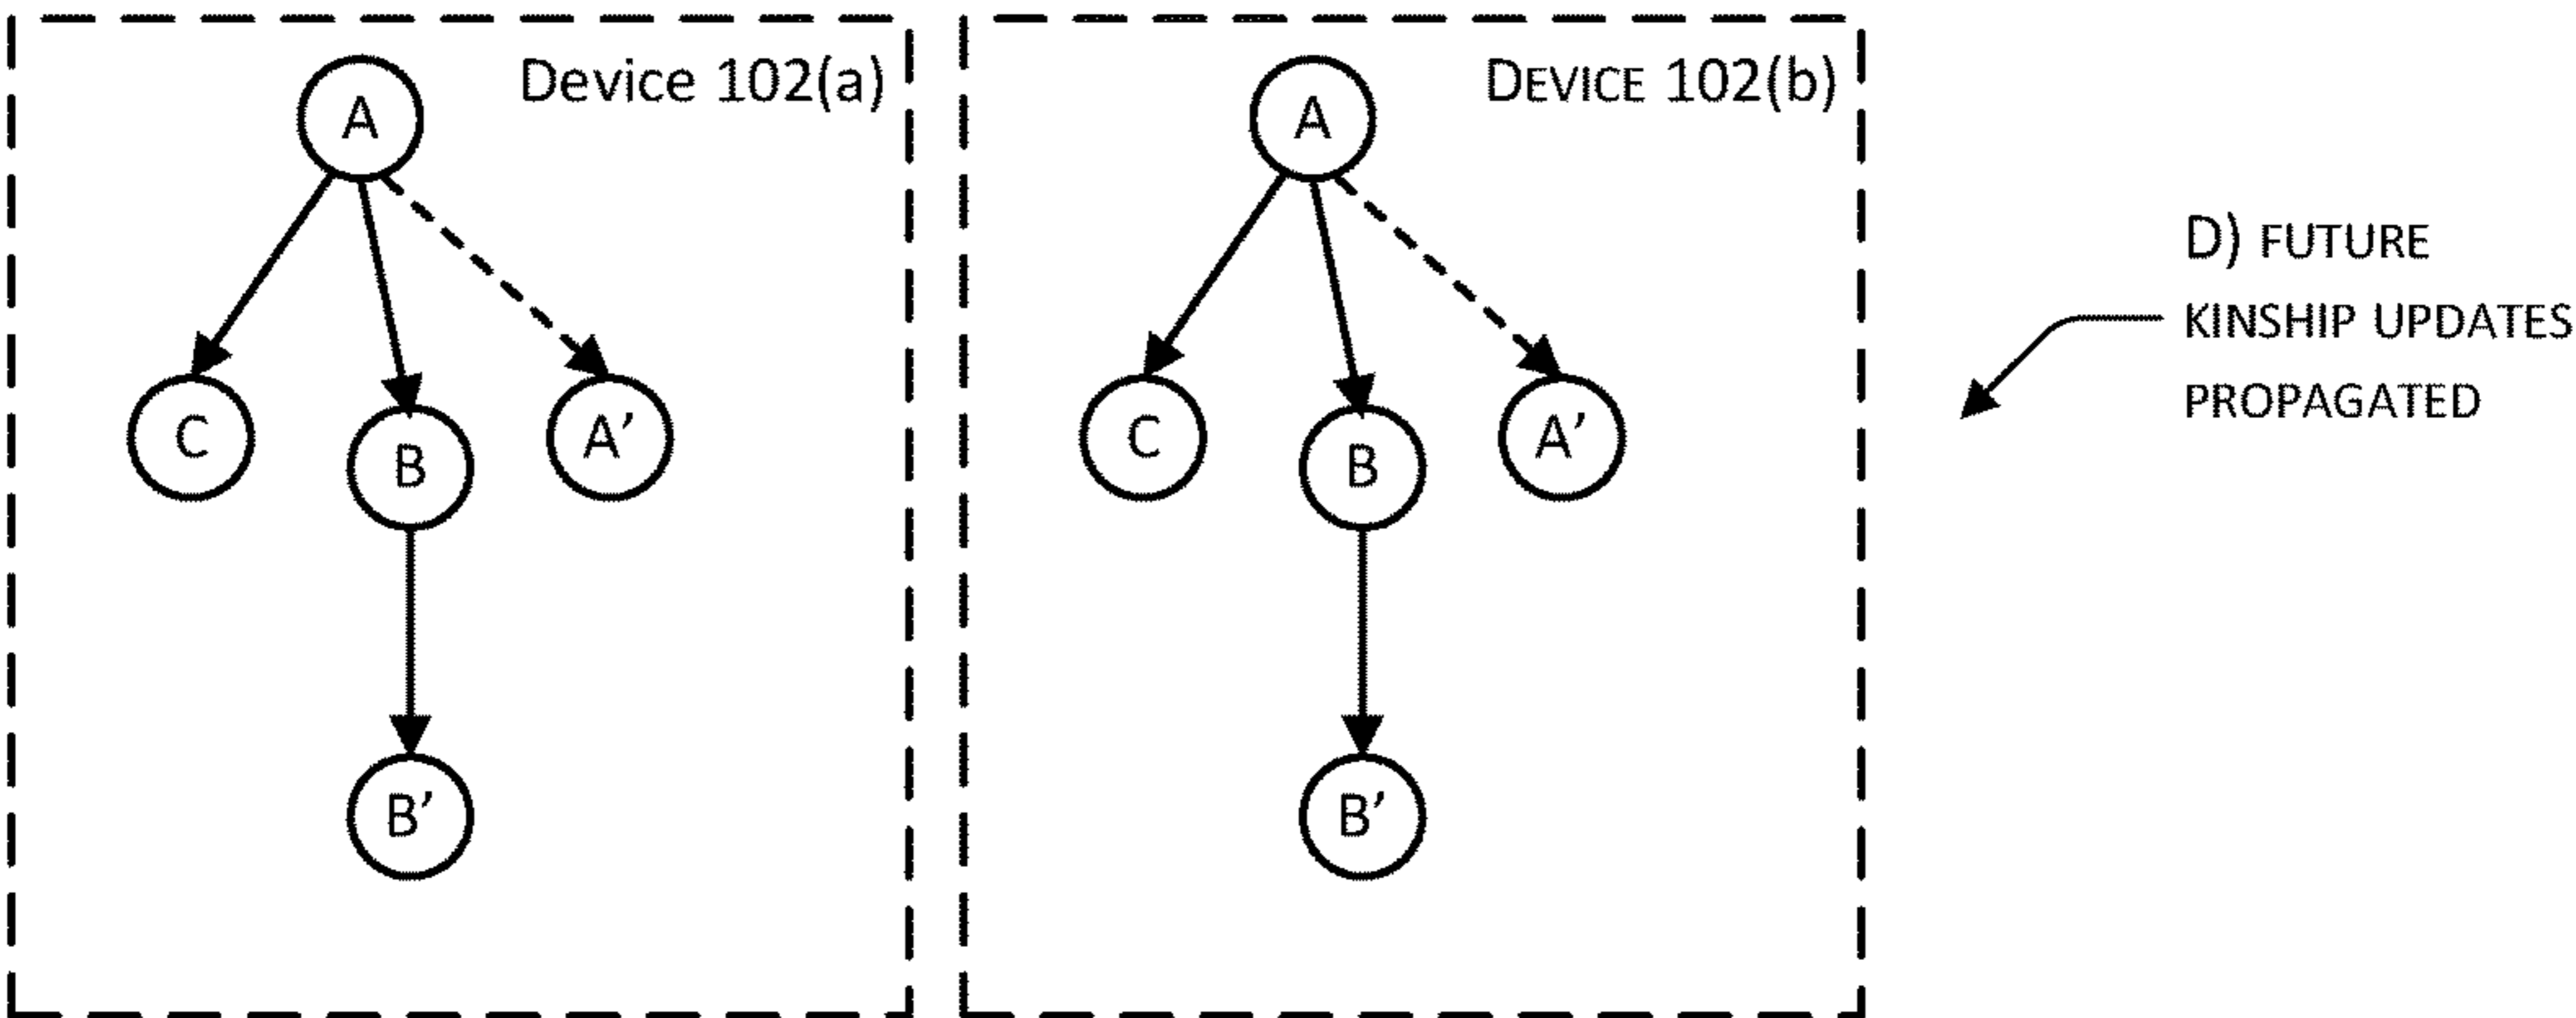 Device 102(a)
A
C
B
A’
B’
DEVICE 102(b)
A
C
B
A’
B’
D) FUTURE
KINSHIP UPDATES
PROPAGATED